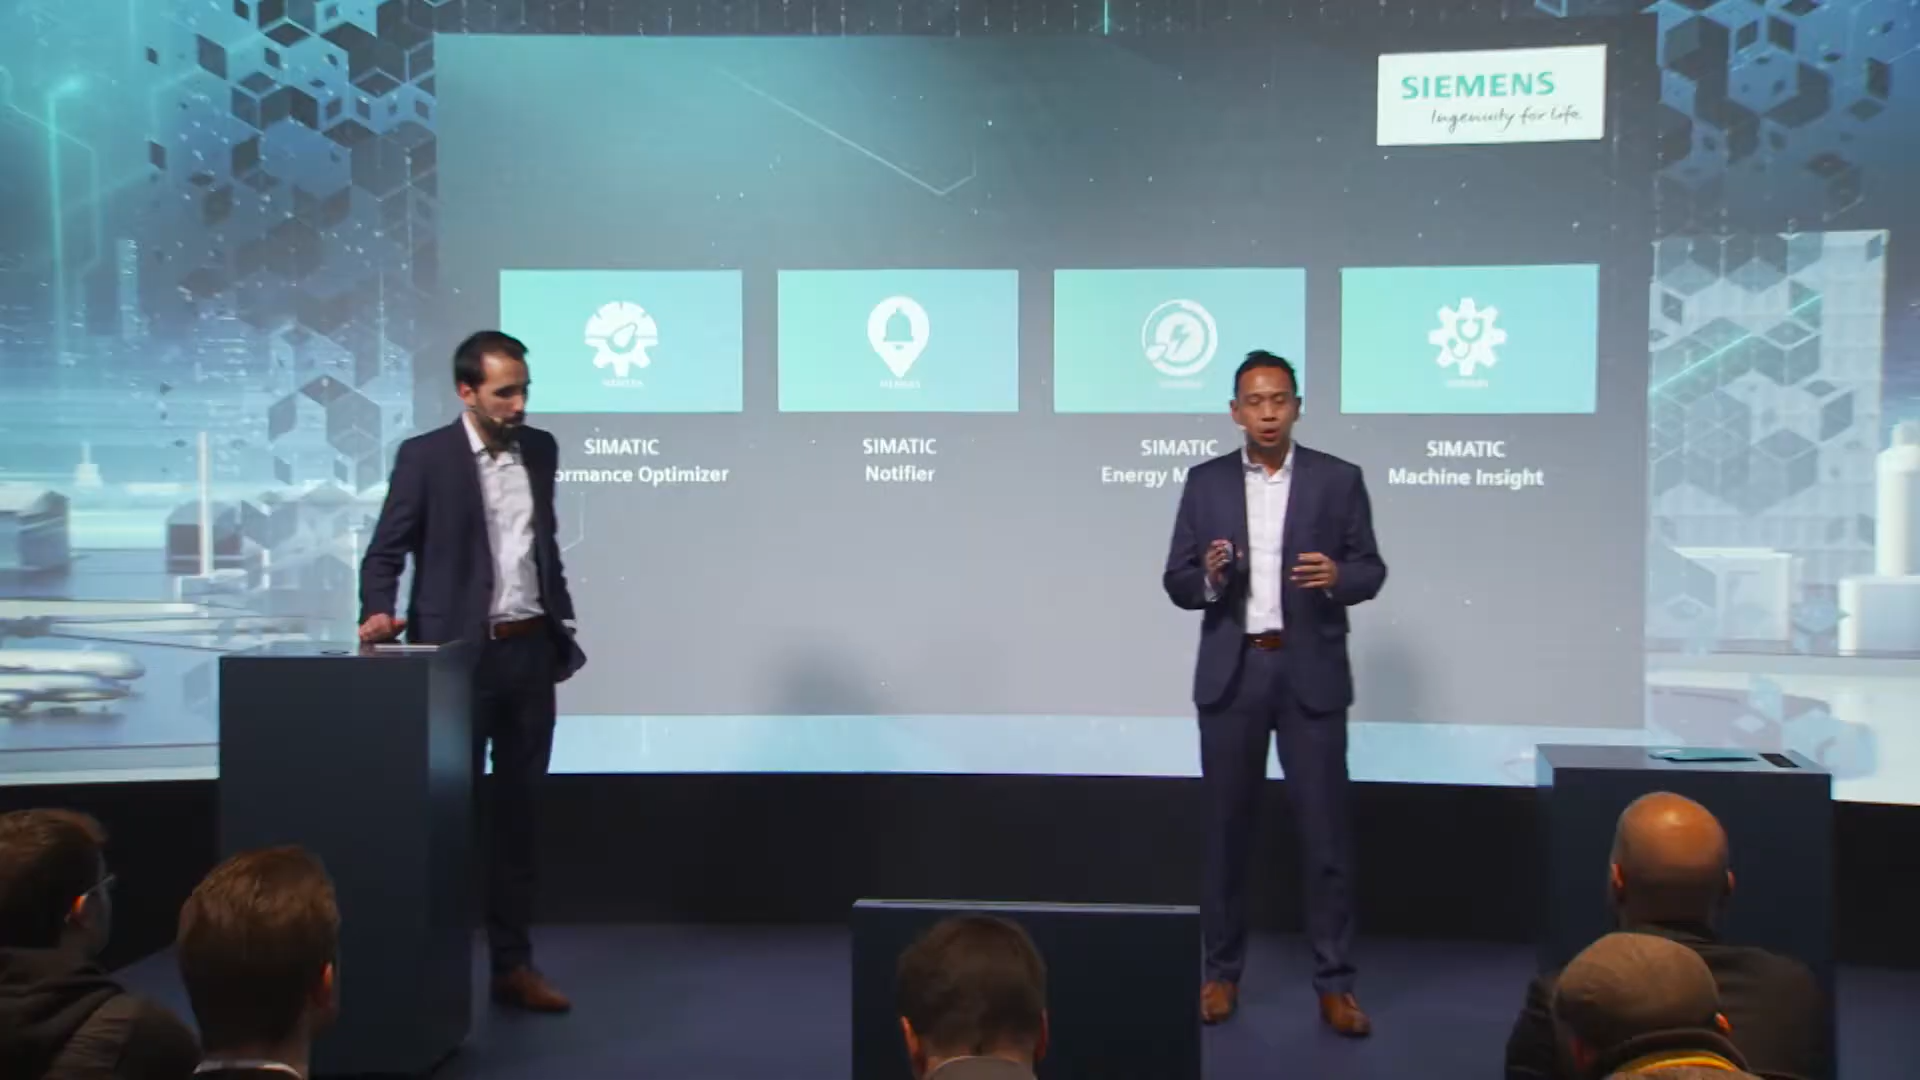 SIEMENS
Ingenuity for life
SIMATIC
ormance Optimizer
SIMATIC
Notifier
SIMATIC
Energy M
SIMATIC
Machine Insight